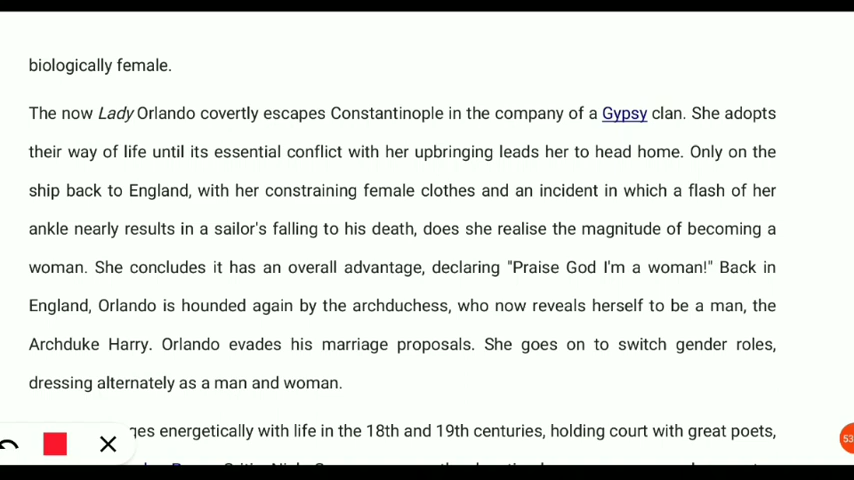 biologically female.
The now Lady Orlando covertly escapes Constantinople in the company of a Gypsy clan. She adopts
their way of life until its essential conflict with her upbringing leads her to head home. Only on the
ship back to England, with her constraining female clothes and an incident in which a flash of her
ankle nearly results in a sailor's falling to his death, does she realise the magnitude of becoming a
woman. She concludes it has an overall advantage, declaring "Praise God I'm a woman!" Back in
England, Orlando is hounded again by the archduchess, who now reveals herself to be a man, the
Archduke Harry. Orlando evades his marriage proposals. She goes on to switch gender roles,
dressing alternately as a man and woman.
energetically with life in the 18th and 19th centuries, holding court with great poets,
53